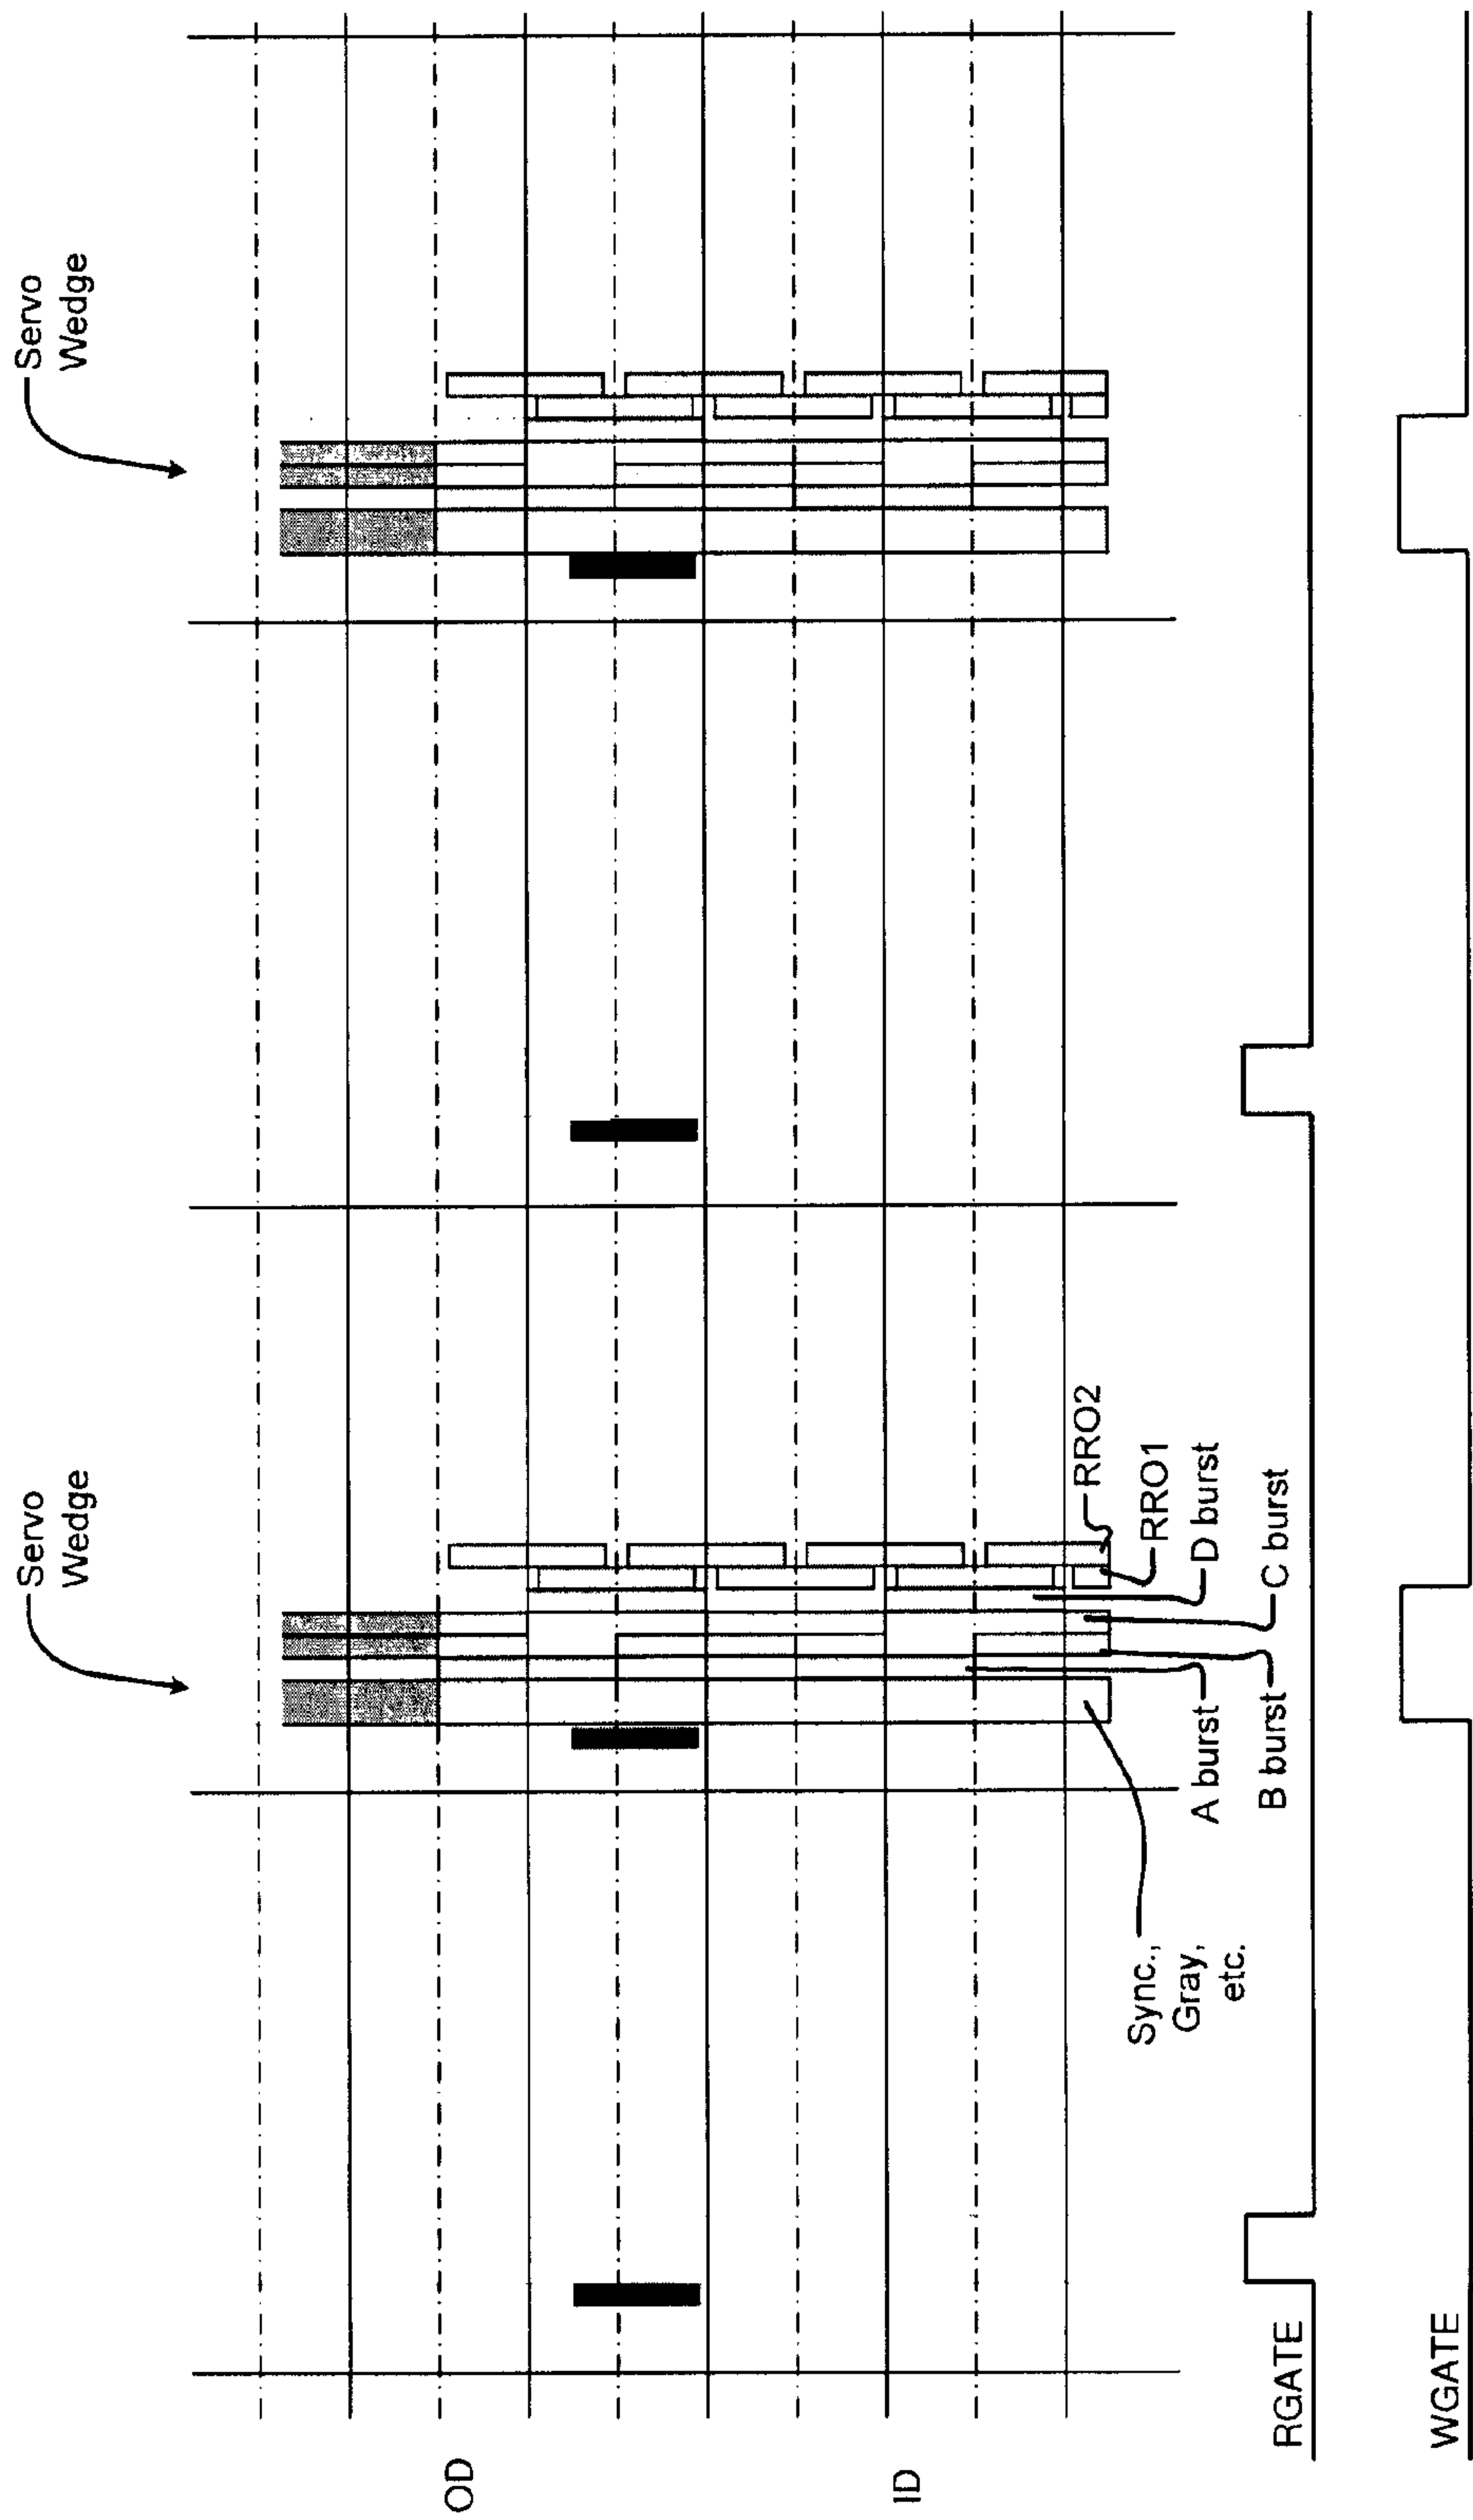 Servo
Wedge
Servo
Wedge
OD
ID
RRO2
RRO1
D burst
C burst
A burst
B burst
Sync.,
Gray,
etc.
RGATE
WGATE